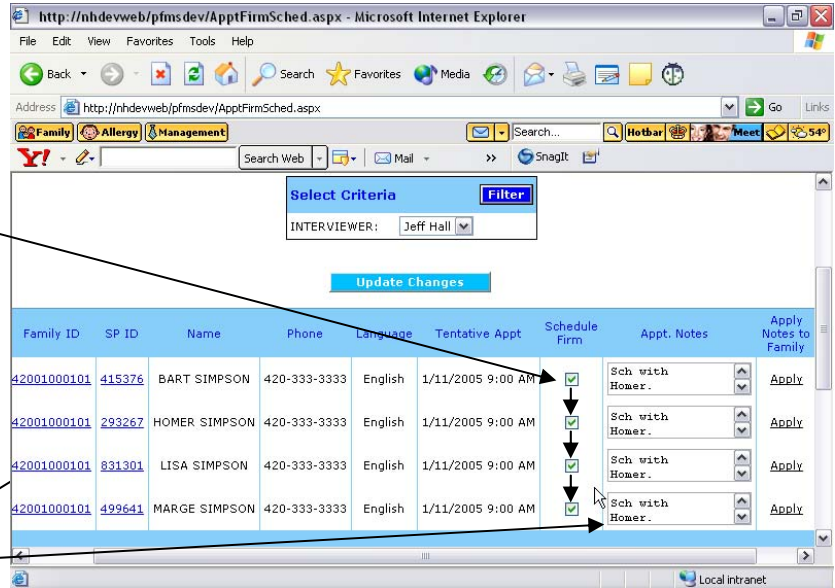 http://nhdevweb/pfmsdev/ApptFirmSched.aspx - Microsoft Internet Explorer
File Edit View Favorites Tools Help
Back Search Favorites Media
Address http://nhdevweb/pfmsdev/ApptFirmSched.aspx Go Links
Family Allergy Management Search... Hotbar Meet 54°
Y! Search Web Mail >> SnagIt
Select Criteria Filter
INTERVIEWER: Jeff Hall
Update Changes
Family ID SP ID Name Phone Language Tentative Appt Schedule Firm Appt. Notes Apply Notes to Family
42001000101 415376 BART SIMPSON 420-333-3333 English 1/11/2005 9:00 AM Sch with Homer. Apply
42001000101 293267 HOMER SIMPSON 420-333-3333 English 1/11/2005 9:00 AM Sch with Homer. Apply
42001000101 831301 LISA SIMPSON 420-333-3333 English 1/11/2005 9:00 AM Sch with Homer. Apply
42001000101 499641 MARGE SIMPSON 420-333-3333 English 1/11/2005 9:00 AM Sch with Homer. Apply
Local intranet